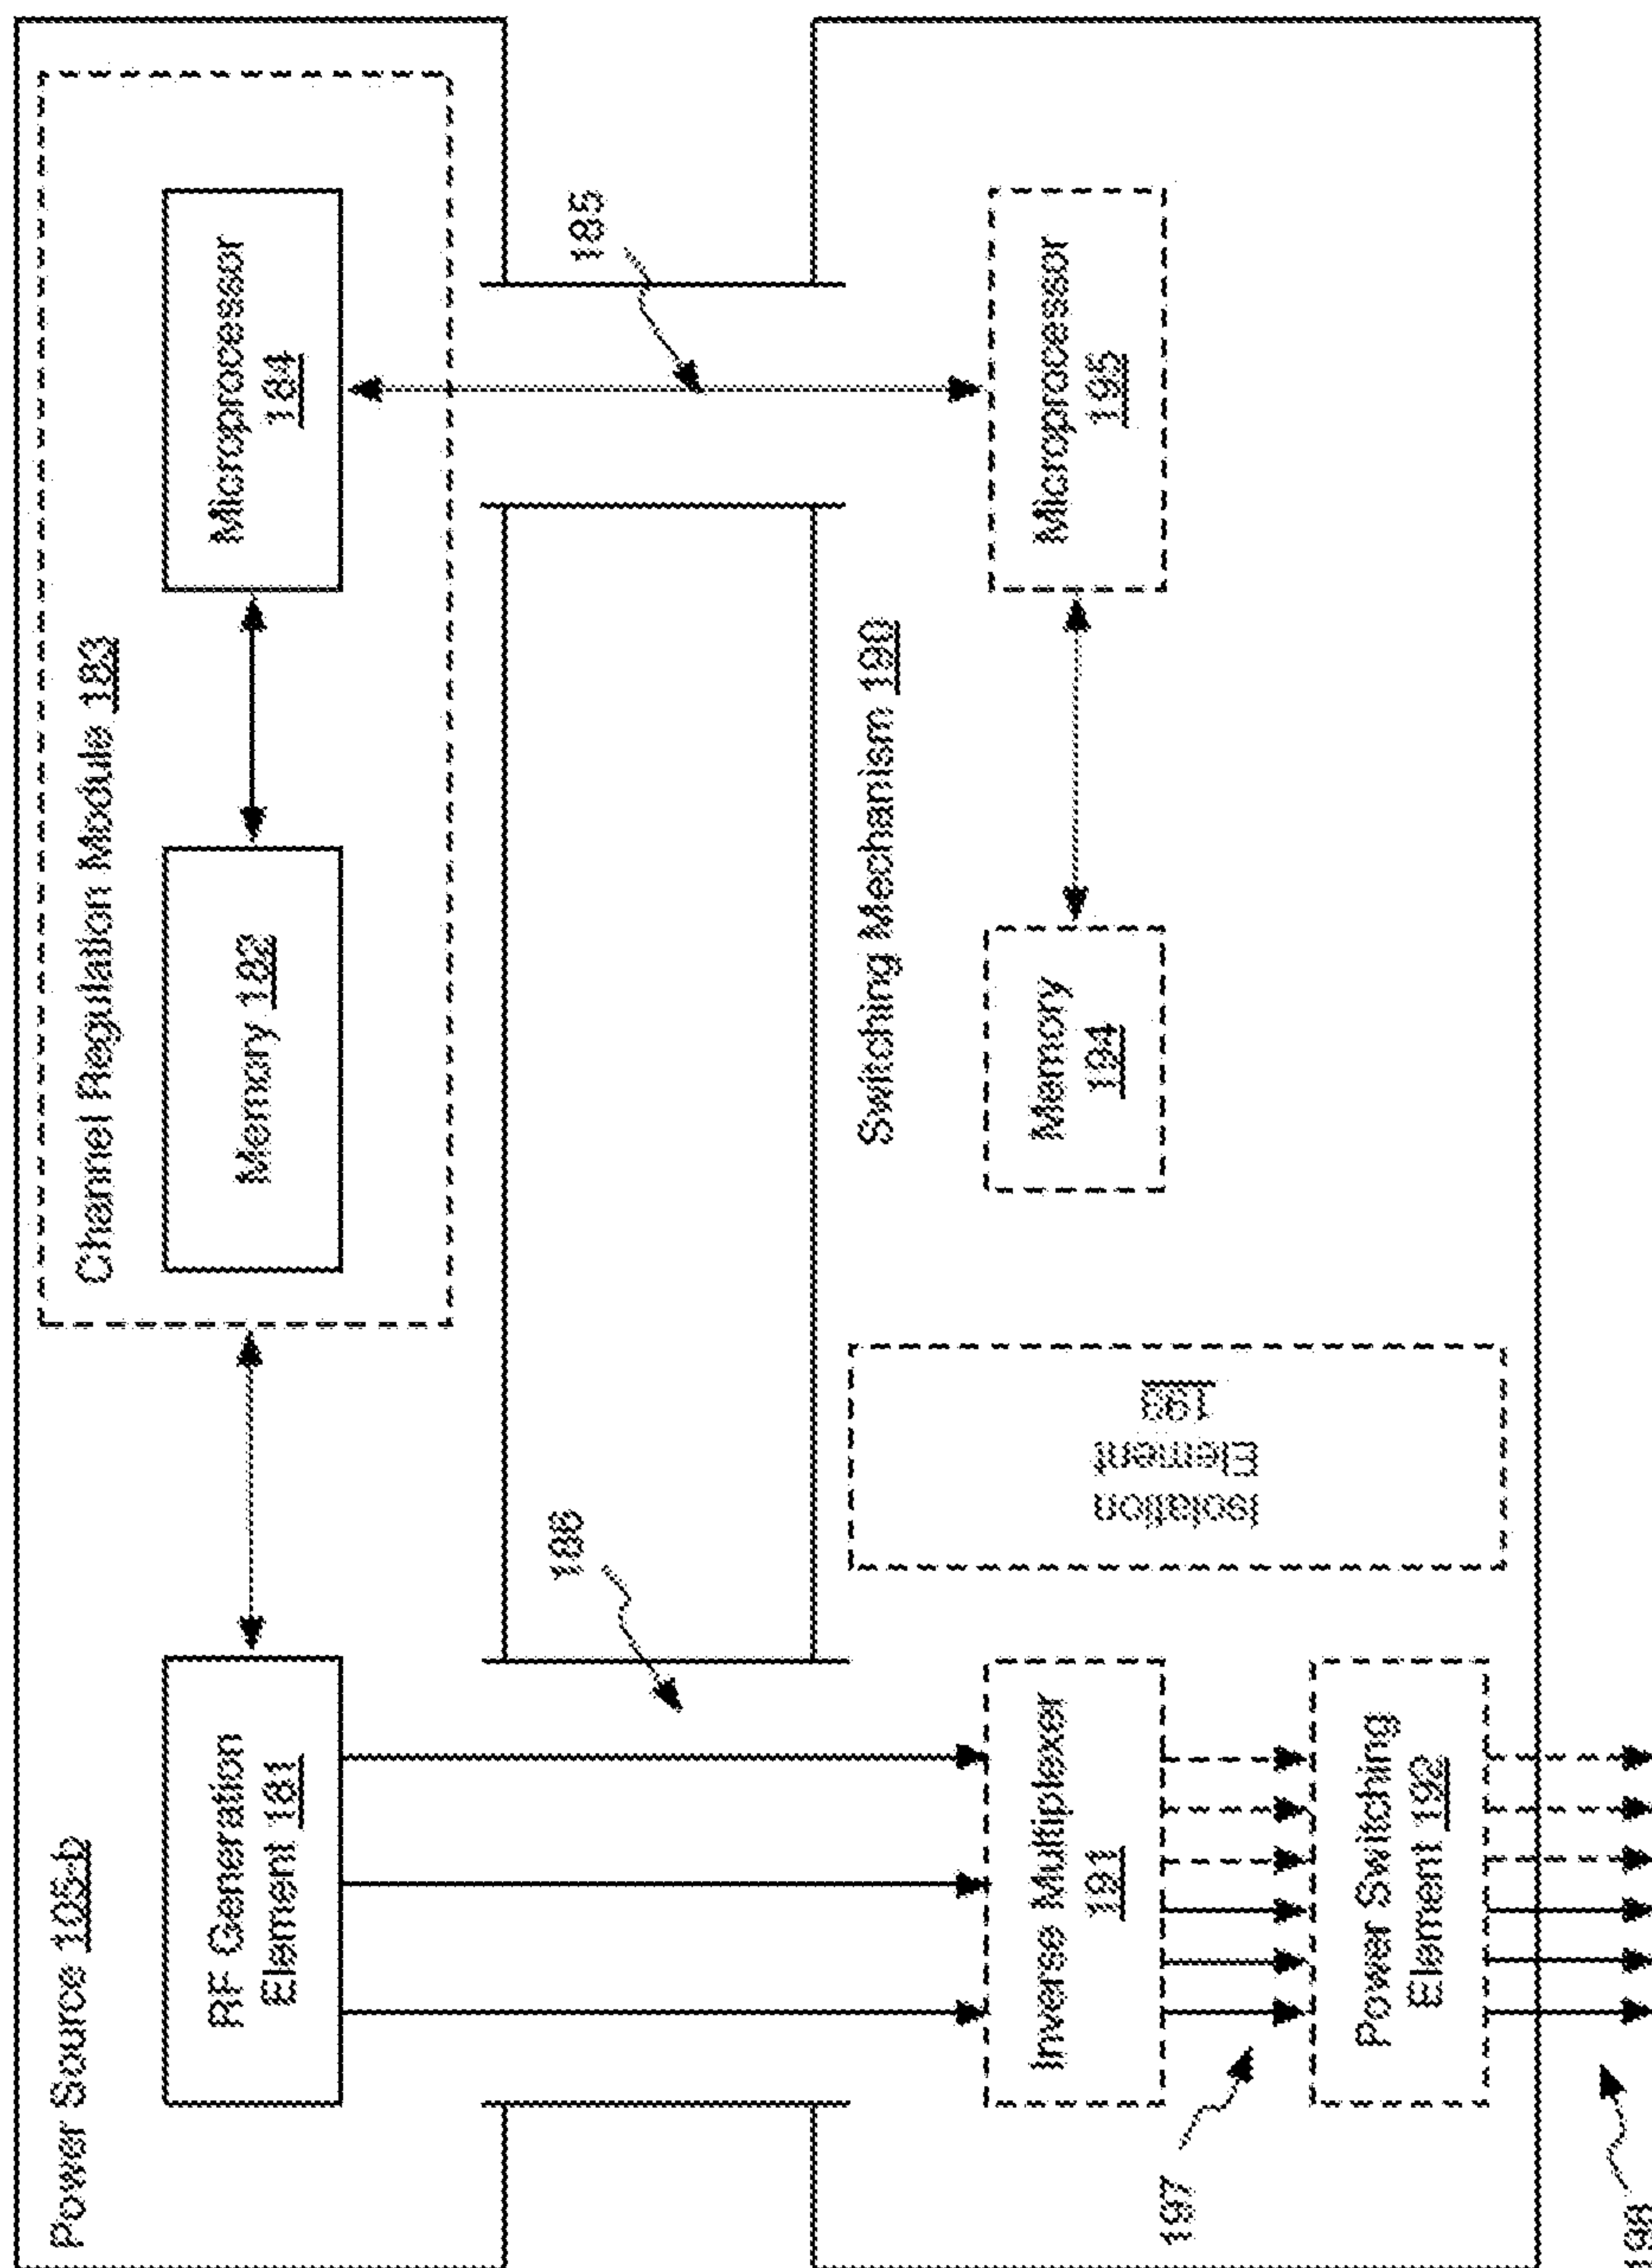 Power Source 105-b
RF Generation
Element 181
Channel Regulation Module 183
Memory 182
Microprocessor
184
186
185
Switching Mechanism 190
Inverse Multiplexer
191
Isolation
Element
193
Memory
194
Microprocessor
195
197
Power Switching
Element 192
198